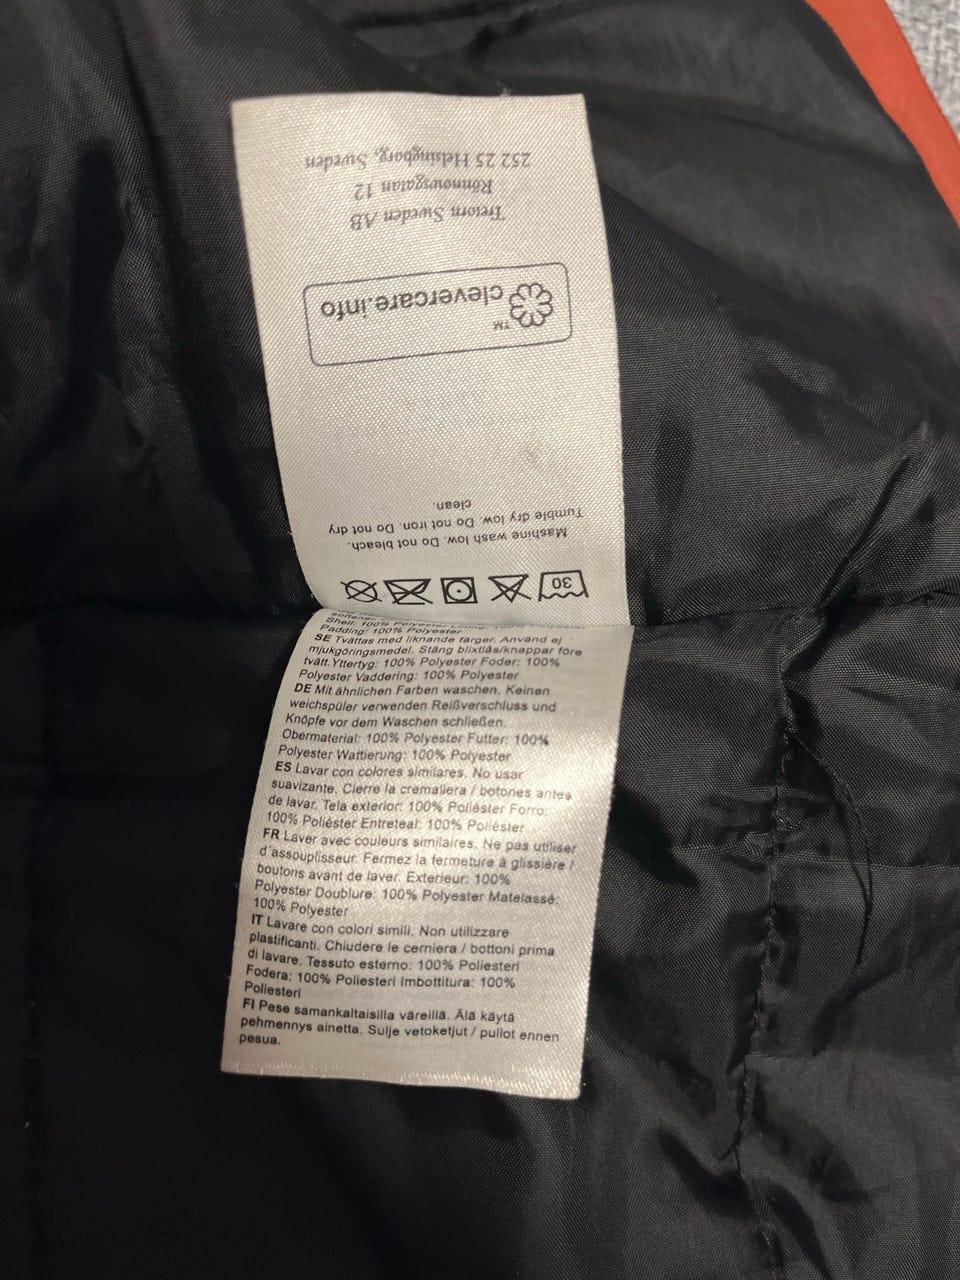 252 25 Helsingborg, Sweden
Rönnowsgatan 12
Tretorn Sweden AB
clevercare.info
TM
clean.
Tumble dry low. Do not iron. Do not dry
Mashine wash low. Do not bleach.
30
softener.
Shell: 100% Polyester Lining:
Padding: 100% Polyester
SE Tvättas med liknande färger. Använd ej
mjukgöringsmedel. Stäng blixtlås/knappar före
tvätt.Yttertyg: 100% Polyester Foder: 100%
Polyester Vaddering: 100% Polyester
DE Mit ähnlichen Farben waschen. Keinen
weichspüler verwenden Reißverschluss und
Knöpfe vor dem Waschen schließen.
Obermaterial: 100% Polyester Futter: 100%
Polyester Wattierung: 100% Polyester
ES Lavar con colores similares. No usar
suavizante. Cierre la cremallera / botones antes
de lavar. Tela exterior: 100% Poliéster Forro:
100% Poliéster Entreteal: 100% Poliéster
FR Laver avec couleurs similaires. Ne pas utiliser
d'assouplisseur. Fermez la fermeture à glissière /
boutons avant de laver. Exterieur: 100%
Polyester Doublure: 100% Polyester Matelassé:
100% Polyester
IT Lavare con colori simili. Non utilizzare
plastificanti. Chiudere le cerniera / bottoni prima
di lavare. Tessuto esterno: 100% Poliesteri
Fodera: 100% Poliesteri Imbottitura: 100%
Poliesteri
FI Pese samankaltaisilla väreillä. Älä käytä
pehmennys ainetta. Sulje vetoketjut / pullot ennen
pesua.